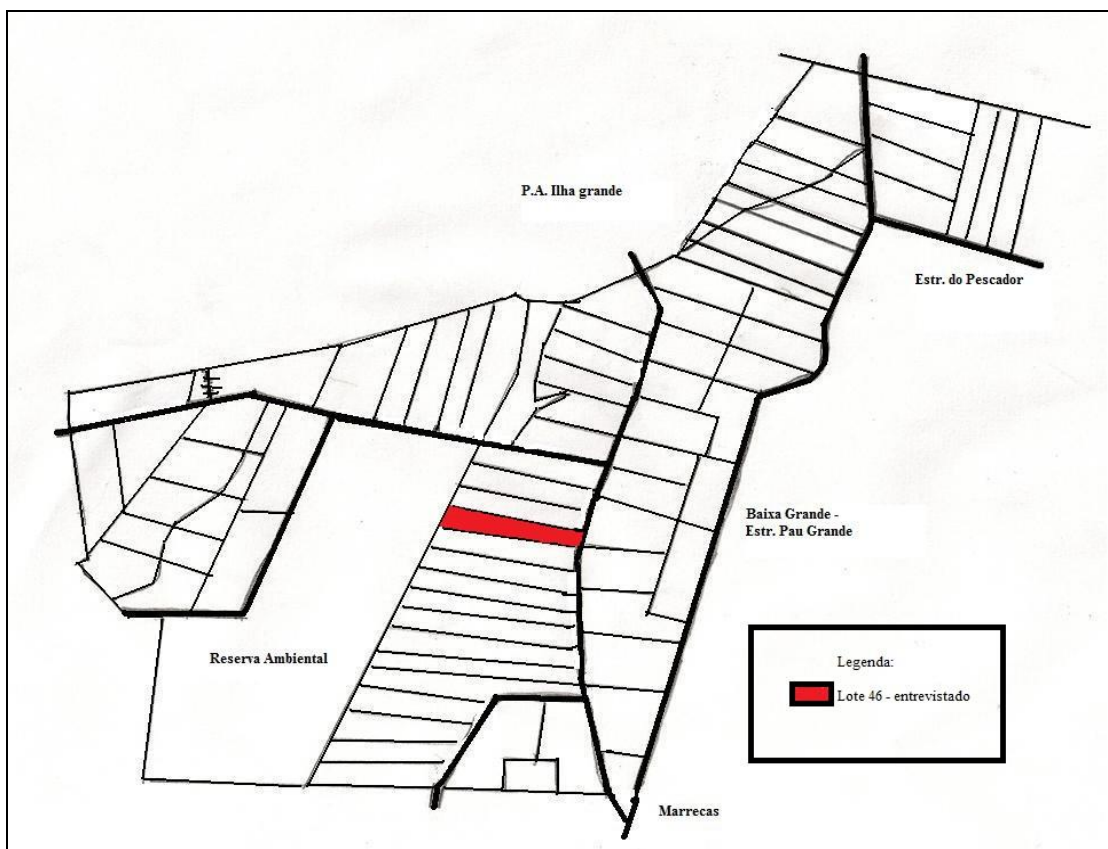 P.A. Ilha grande
Estr. do Pescador
Baixa Grande -
Estr. Pau Grande
Reserva Ambiental
Legenda:
Lote 46 - entrevistado
Marrecas